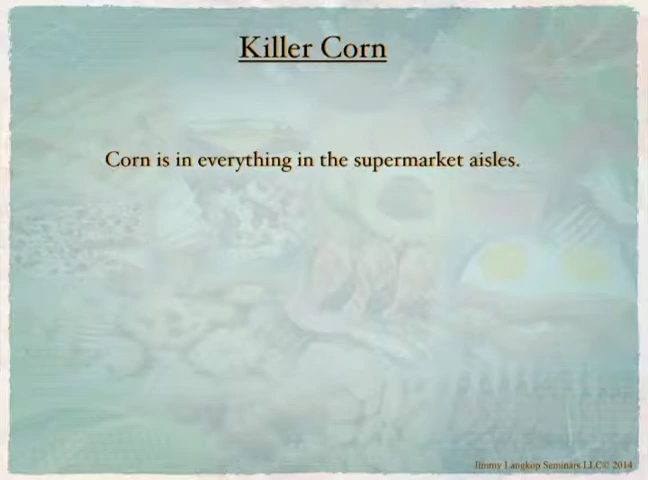 Killer Corn
Corn is in everything in the supermarket aisles.
Jimmy Langkop Seminars LLC© 2014